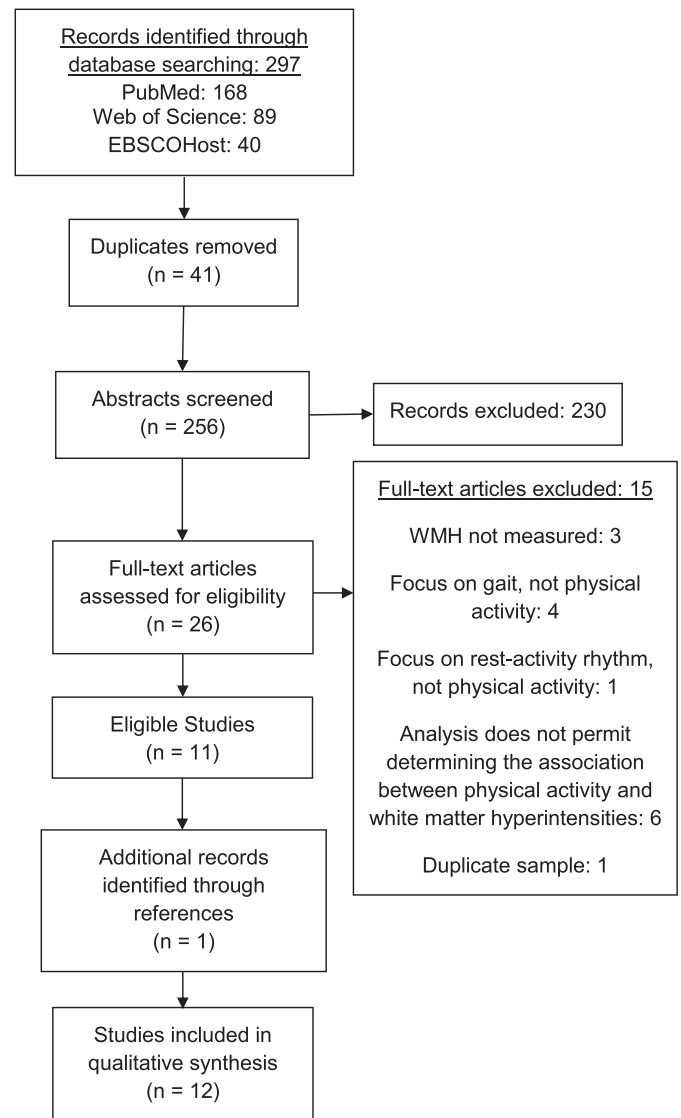 Records identified through
database searching: 297
PubMed: 168
Web of Science: 89
EBSCOHost: 40
Duplicates removed
(n = 41)
Abstracts screened
(n = 256)
Records excluded: 230
Full-text articles
assessed for eligibility
(n = 26)
Full-text articles excluded: 15
WMH not measured: 3
Focus on gait, not physical
activity: 4
Focus on rest-activity rhythm,
not physical activity: 1
Analysis does not permit
determining the association
between physical activity and
white matter hyperintensities: 6
Duplicate sample: 1
Eligible Studies
(n = 11)
Additional records
identified through
references
(n = 1)
Studies included in
qualitative synthesis
(n = 12)